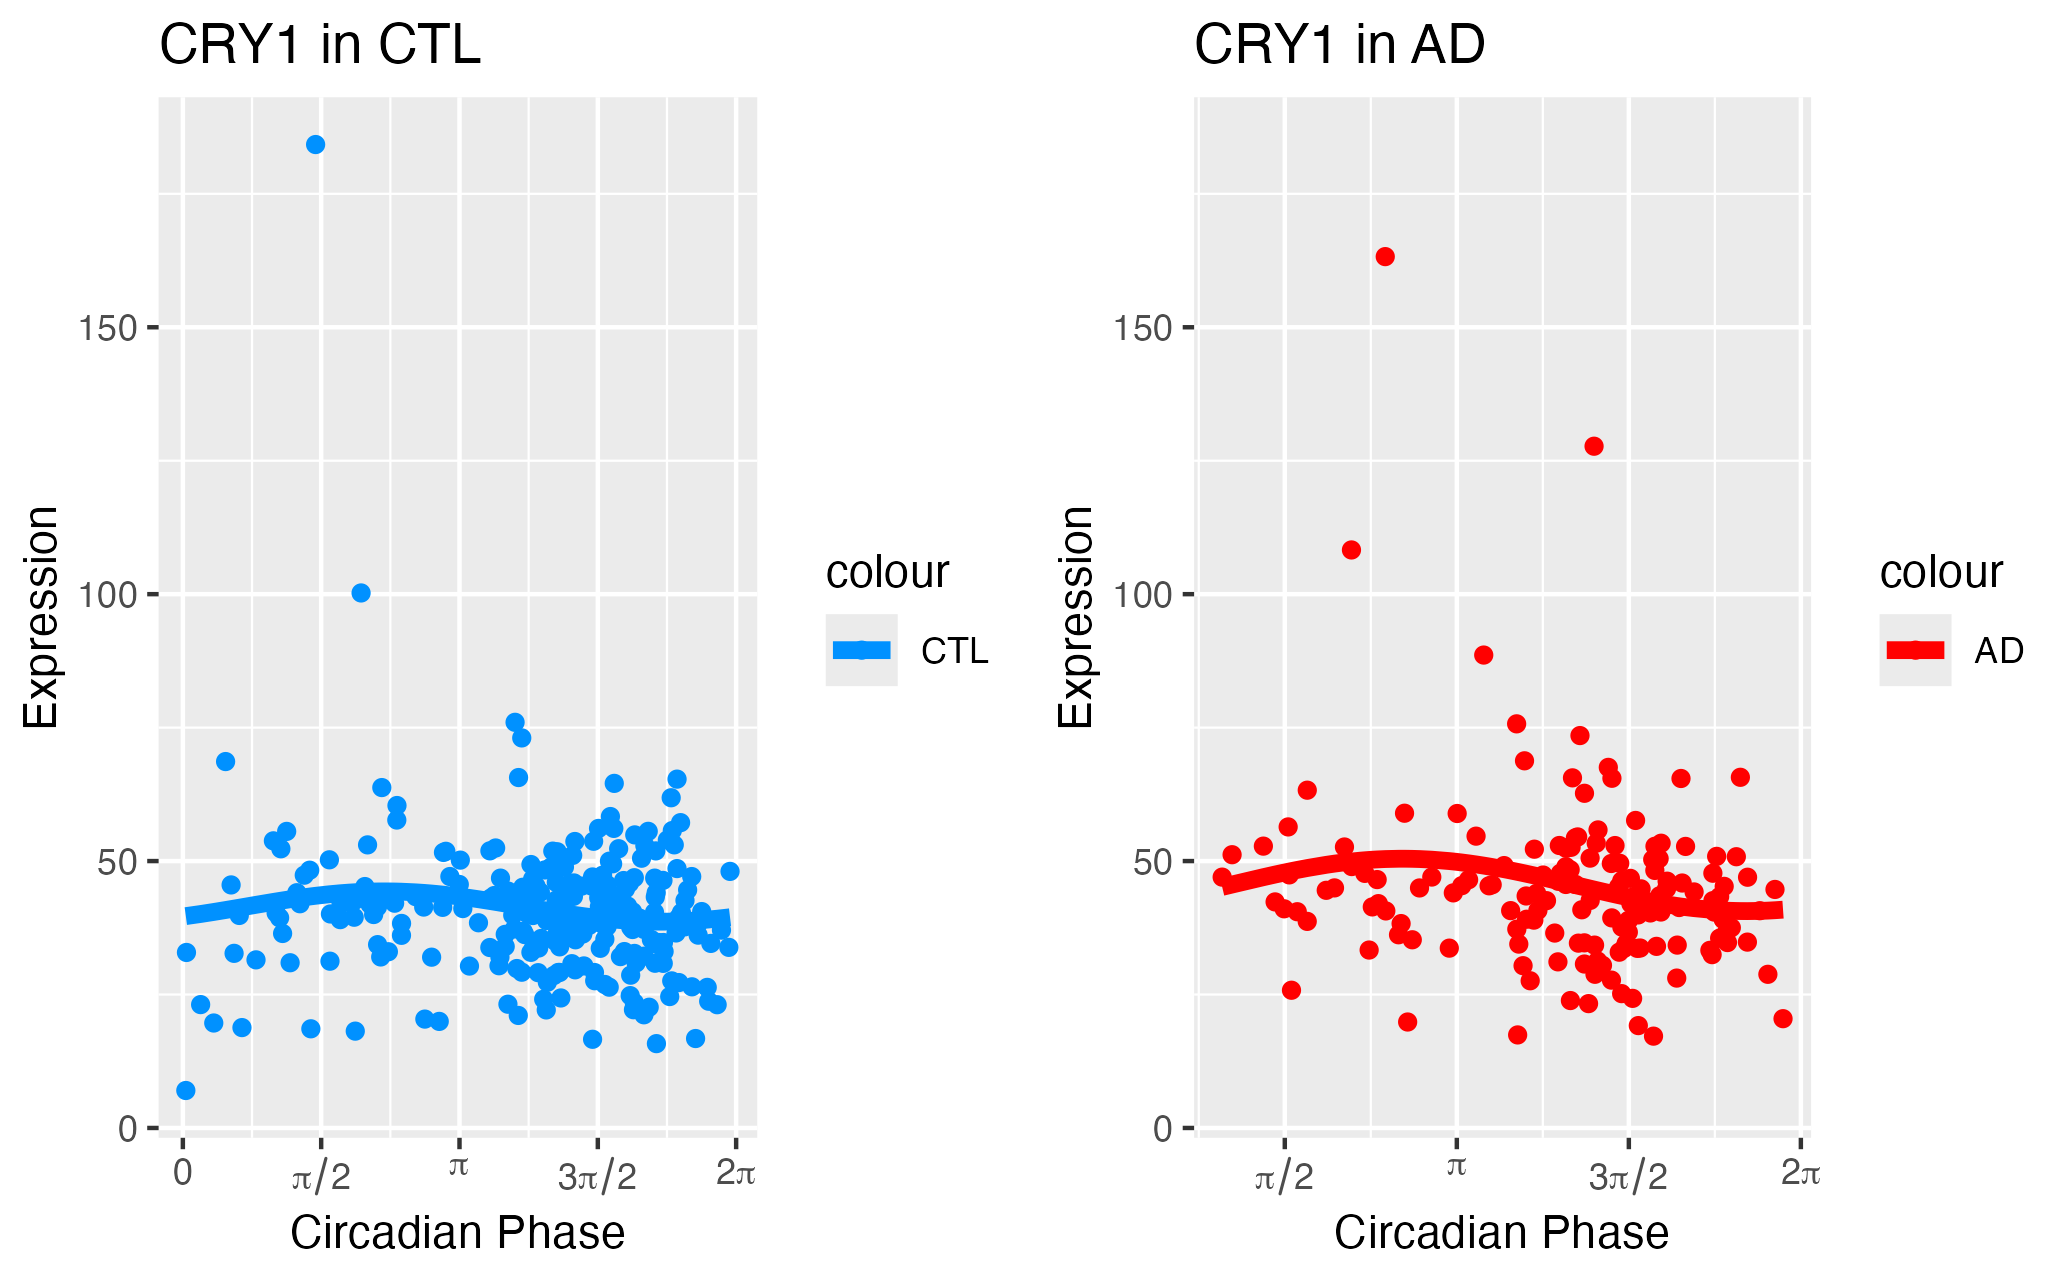 CRY1 in CTL
150
100
50
0
Expression
0 π/2 π 3π/2 2π
Circadian Phase
colour
CTL
CRY1 in AD
150
100
50
0
Expression
π/2 π 3π/2 2π
Circadian Phase
colour
AD